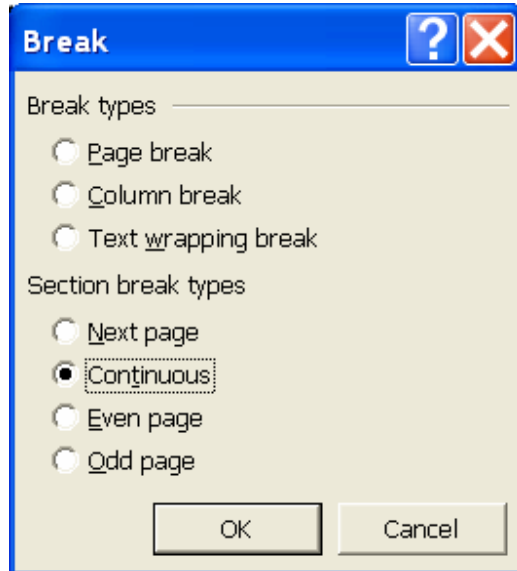 Break
Break types
Page break
Column break
Text wrapping break
Section break types
Next page
Continuous
Even page
Odd page
OK Cancel